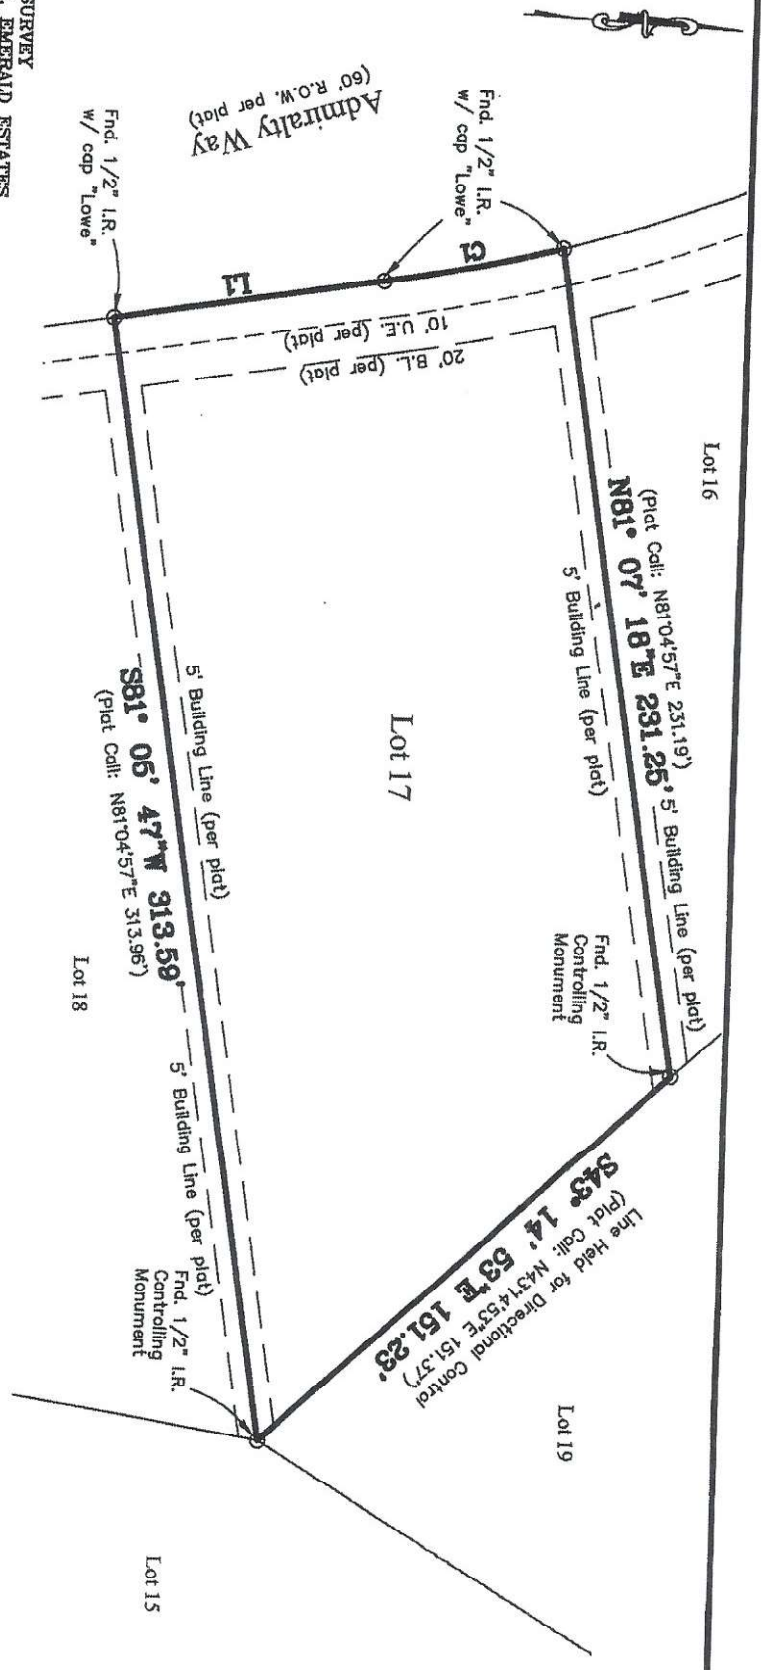 SURVEY
EMERALD ESTATES
Admiralty Way
(60' R.O.W. per plat)
Fnd. 1/2" I.R.
w/ cap "Lowe"
Fnd. 1/2" I.R.
w/ cap "Lowe"
C1
L1
10' U.E. (per plat)
20' B.L. (per plat)
Lot 16
(Plat Call: N81°04'57"E 231.19')
N81° 07' 18"E 231.25'
5' Building Line (per plat)
5' Building Line (per plat)
Fnd. 1/2" I.R.
Controlling
Monument
Lot 17
Line Held for Directional Control
(Plat Call: N43°14'53"E 151.37')
S43° 14' 53"E 151.23'
Lot 19
5' Building Line (per plat)
S81° 05' 47"W 313.59'
(Plat Call: N81°04'57"E 313.96')
5' Building Line (per plat)
Fnd. 1/2" I.R.
Controlling
Monument
Lot 18
Lot 15